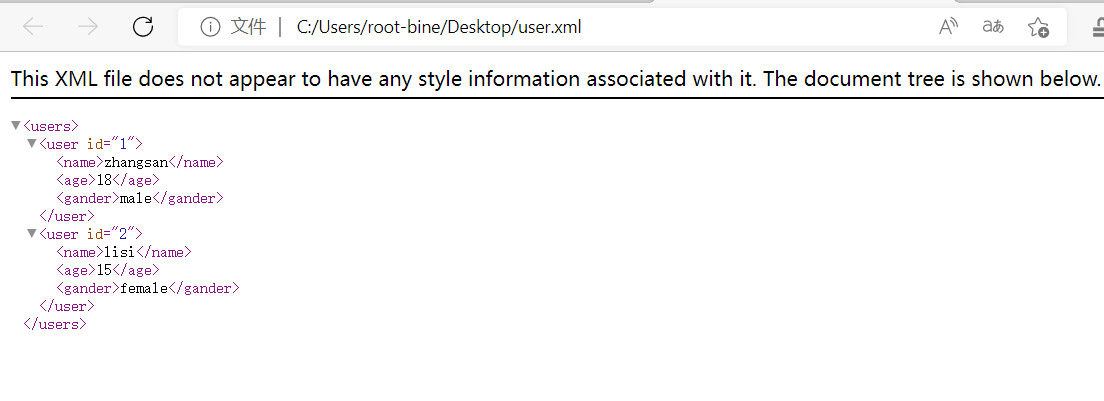 文件 | C:/Users/root-bine/Desktop/user.xml
This XML file does not appear to have any style information associated with it. The document tree is shown below.
▼<users>
▼<user id="1">
<name>zhangsan</name>
<age>18</age>
<gander>male</gander>
</user>
▼<user id="2">
<name>lisi</name>
<age>15</age>
<gander>female</gander>
</user>
</users>